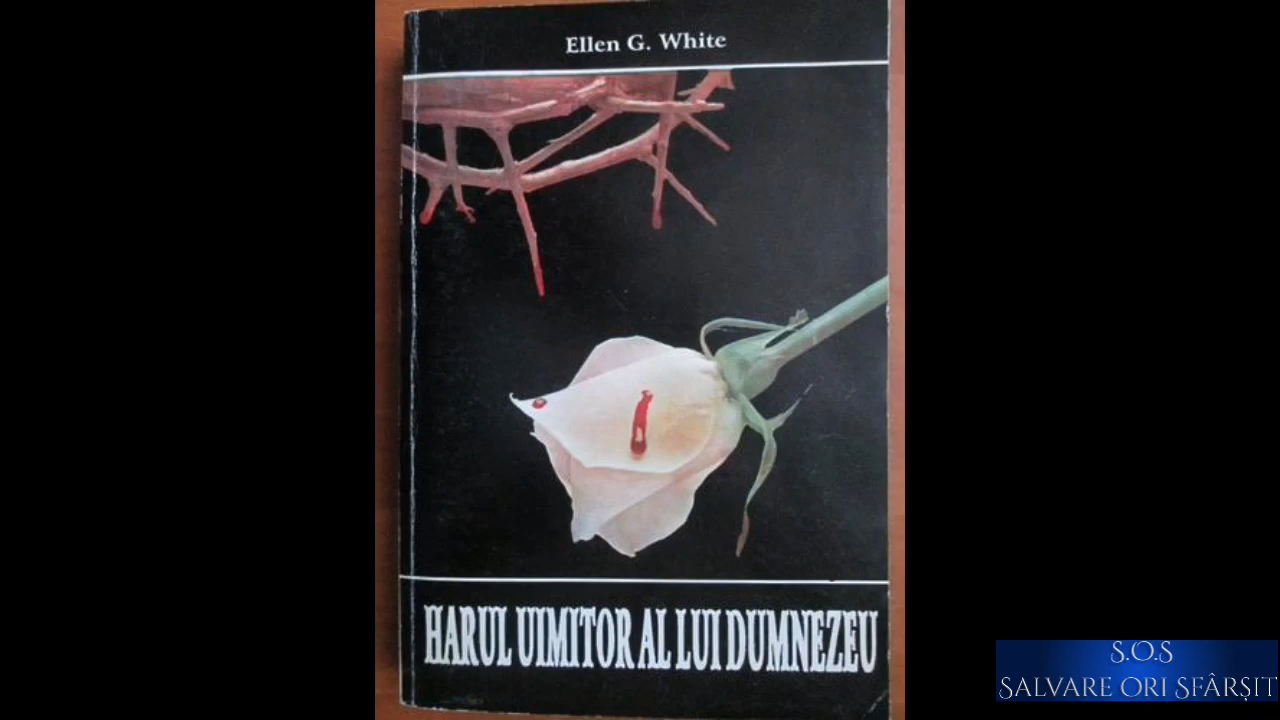 Ellen G. White
HARUL UIMITOR AL LUI DUMNEZEU
S.O.S
SALVARE ORI SFÂRȘIT